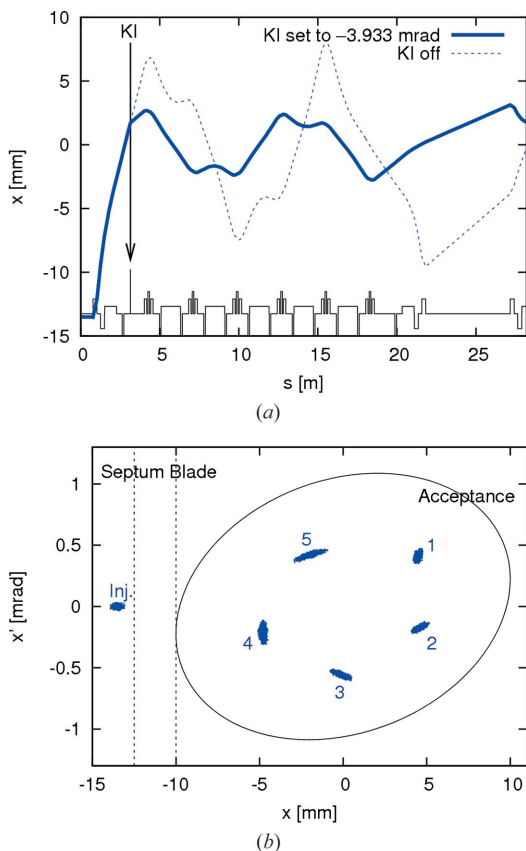 KI
KI set to −3.933 mrad
KI off
x [mm]
10
5
0
-5
-10
-15
0
5
10
15
20
25
s [m]
(a)
Septum Blade
Acceptance
Inj.
1
2
3
4
5
x' [mrad]
1
0.5
0
-0.5
-1
-15
-10
-5
0
5
10
x [mm]
(b)